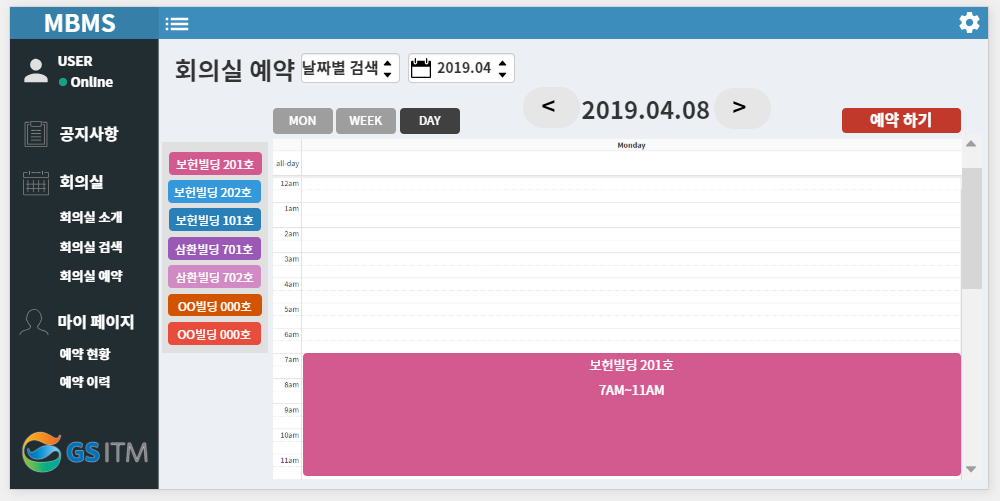 MBMS
USER
Online
공지사항
회의실
회의실 소개
회의실 검색
회의실 예약
마이 페이지
예약 현황
예약 이력
GS ITM
회의실 예약
날짜별 검색
2019.04
MON
WEEK
DAY
< 2019.04.08 >
예약 하기
보헌빌딩 201호
보헌빌딩 202호
보헌빌딩 101호
삼환빌딩 701호
삼환빌딩 702호
OO빌딩 000호
OO빌딩 000호
Monday
all-day
12am
1am
2am
3am
4am
5am
6am
7am
8am
9am
10am
11am
보헌빌딩 201호
7AM~11AM